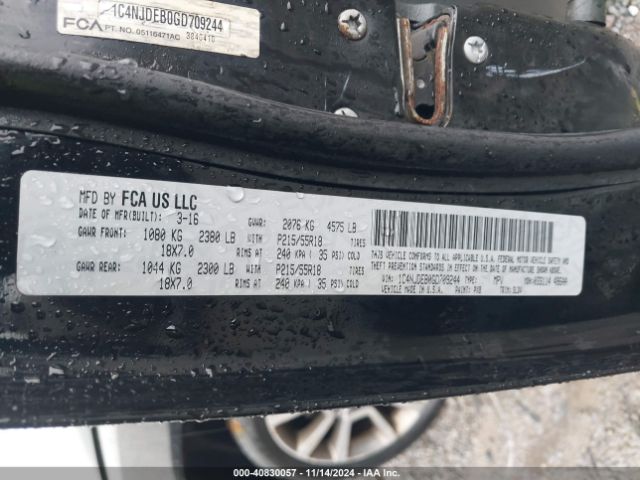 1C4NJDEB0GD709244
FCA PT. NO. 05116471AC
MFD BY FCA US LLC
DATE OF MFR(BUILT): 3-16 GVWR: 2076 KG 4575 LB
GAWR FRONT: 1080 KG 2380 LB WITH P215/55R18 TIRES
18X7.0 RIMS AT 240 KPA ( 35 PSI) COLD
GAWR REAR: 1044 KG 2300 LB WITH P215/55R18 TIRES
18X7.0 RIMS AT 240 KPA ( 35 PSI) COLD
THIS VEHICLE CONFORMS TO ALL APPLICABLE U.S.A. FEDERAL MOTOR VEHICLE SAFETY AND
THEFT PREVENTION STANDARDS IN EFFECT ON THE DATE OF MANUFACTURE SHOWN ABOVE.
VIN: 1C4NJDEB0GD709244 TYPE: MPV
VEHICLE MADE IN U.S.A. PAINT: PX8 TRIM:
000-40830057 - 11/14/2024 - IAA Inc.